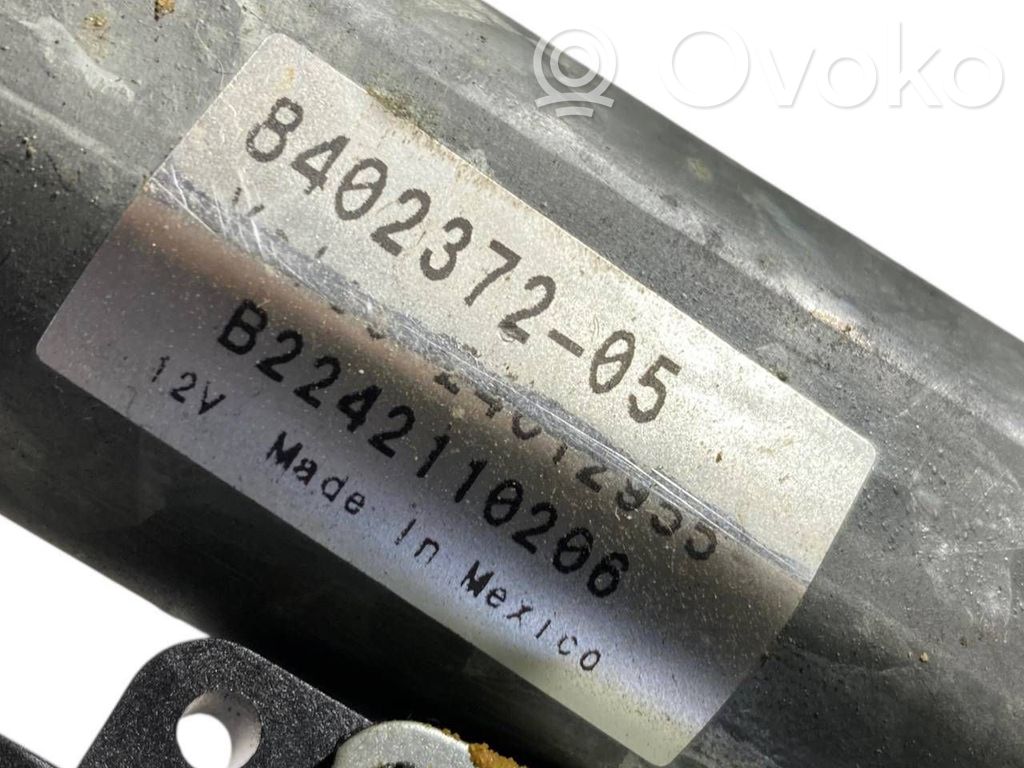 Ovoko
8402372-05
B2242110206
12V Made in Mexico